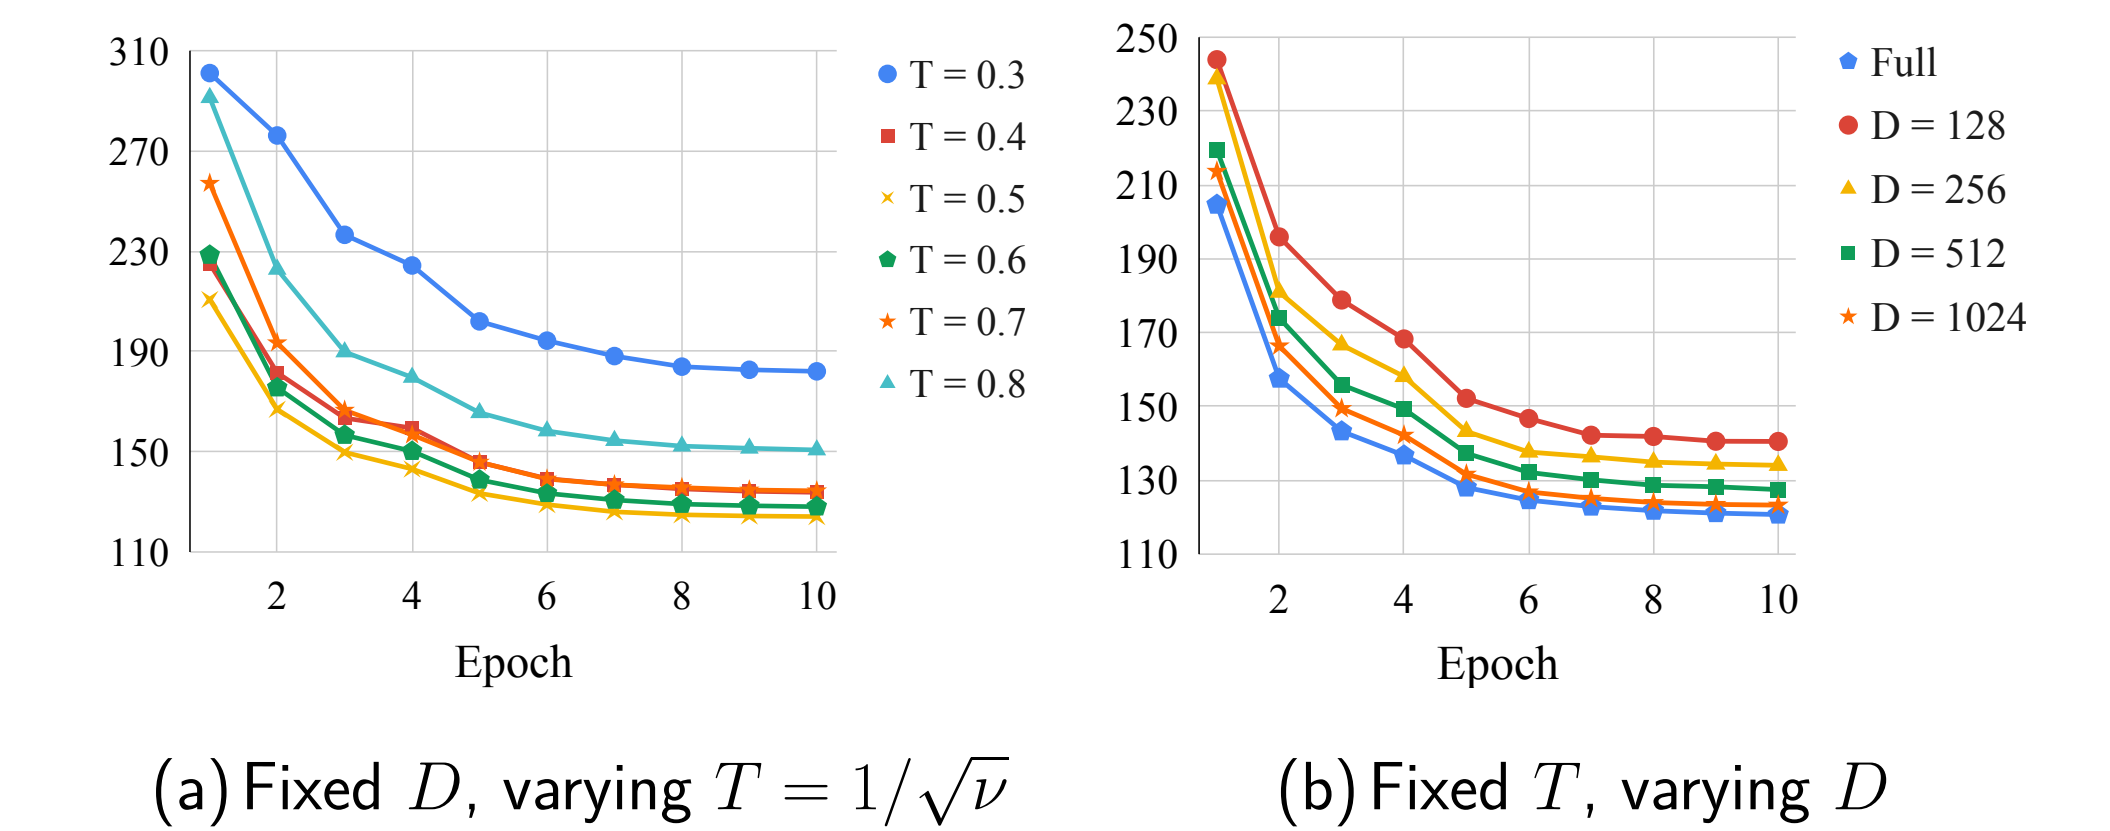 310
270
230
190
150
110
2 4 6 8 10
Epoch
T = 0.3
T = 0.4
T = 0.5
T = 0.6
T = 0.7
T = 0.8
(a) Fixed D, varying T = 1/√ν
250
230
210
190
170
150
130
110
2 4 6 8 10
Epoch
Full
D = 128
D = 256
D = 512
D = 1024
(b) Fixed T, varying D